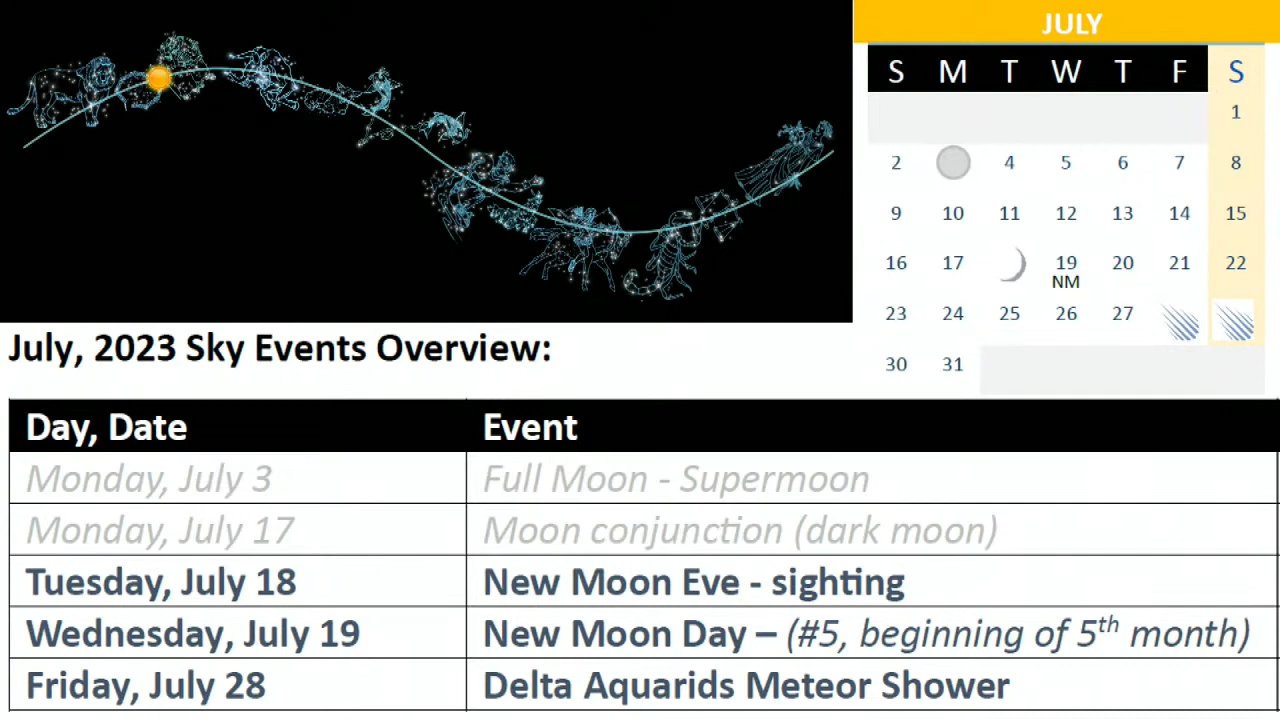 JULY
S M T W T F S
1
2 4 5 6 7 8
9 10 11 12 13 14 15
16 17 19 20 21 22
NM
23 24 25 26 27
30 31
July, 2023 Sky Events Overview:
Day, Date Event
Monday, July 3 Full Moon - Supermoon
Monday, July 17 Moon conjunction (dark moon)
Tuesday, July 18 New Moon Eve - sighting
Wednesday, July 19 New Moon Day – (#5, beginning of 5th month)
Friday, July 28 Delta Aquarids Meteor Shower